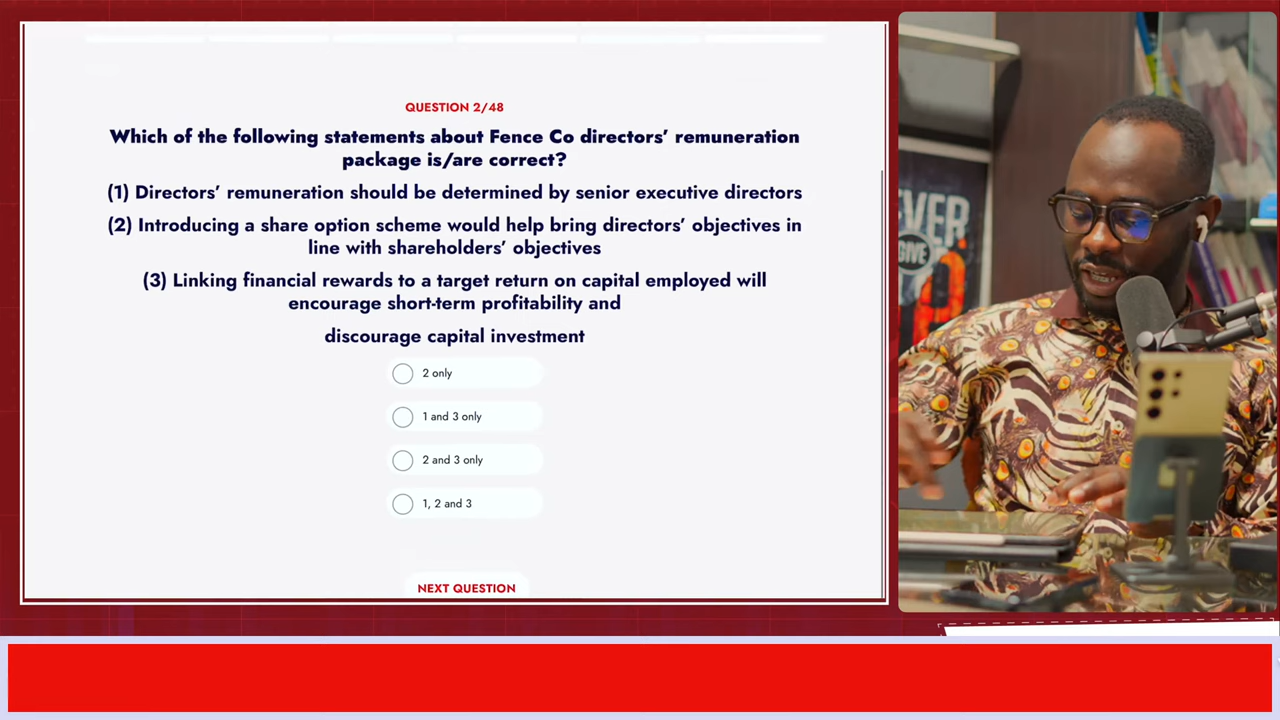 QUESTION 2/48
Which of the following statements about Fence Co directors’ remuneration
package is/are correct?
(1) Directors’ remuneration should be determined by senior executive directors
(2) Introducing a share option scheme would help bring directors’ objectives in
line with shareholders’ objectives
(3) Linking financial rewards to a target return on capital employed will
encourage short-term profitability and
discourage capital investment
2 only
1 and 3 only
2 and 3 only
1, 2 and 3
NEXT QUESTION
GIVE